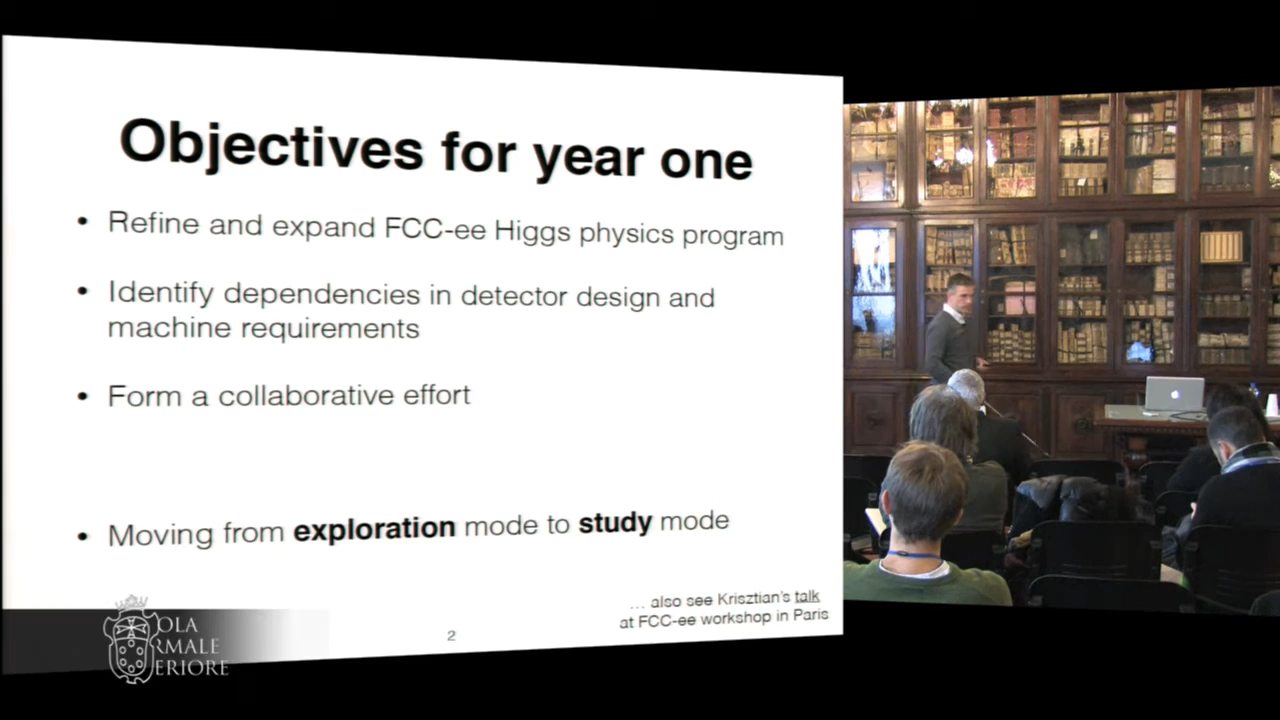 Objectives for year one
• Refine and expand FCC-ee Higgs physics program
• Identify dependencies in detector design and
machine requirements
• Form a collaborative effort
• Moving from exploration mode to study mode
... also see Krisztian's talk
at FCC-ee workshop in Paris
2
OLA
RMALE
ERIORE